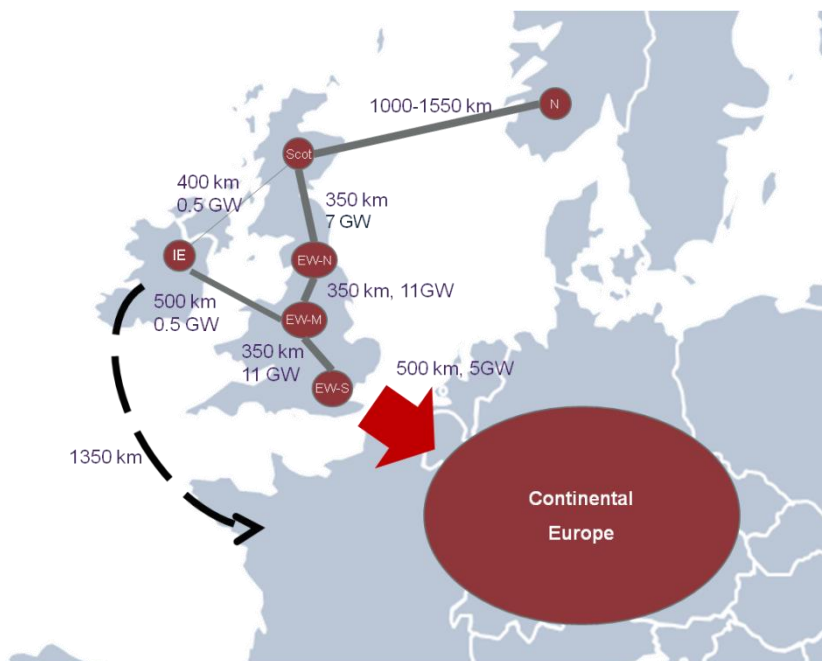 1000-1550 km
N
Scot
400 km
0.5 GW
350 km
7 GW
IE
EW-N
350 km, 11GW
500 km
0.5 GW
EW-M
350 km
11 GW
EW-S
500 km, 5GW
1350 km
Continental
Europe